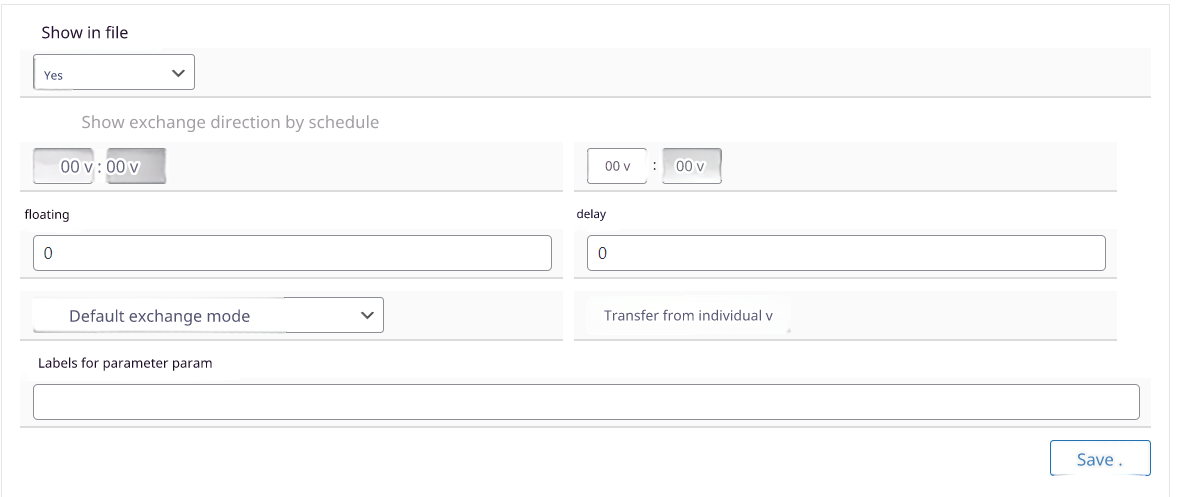 Show in file
Yes
Show exchange direction by schedule
00 v : 00 v
00 v : 00 v
floating
delay
0
0
Default exchange mode
Transfer from individual v
Labels for parameter param
Save .